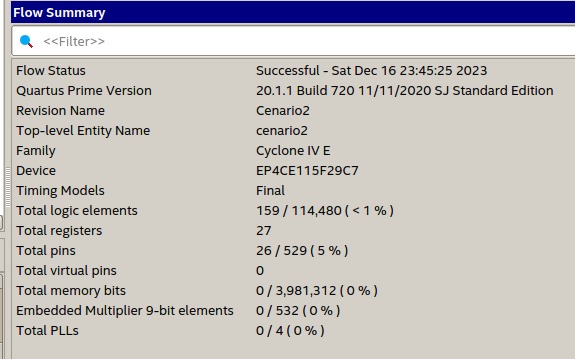 Flow Summary
<<Filter>>
Flow Status Successful - Sat Dec 16 23:45:25 2023
Quartus Prime Version 20.1.1 Build 720 11/11/2020 SJ Standard Edition
Revision Name Cenario2
Top-level Entity Name cenario2
Family Cyclone IV E
Device EP4CE115F29C7
Timing Models Final
Total logic elements 159 / 114,480 ( < 1 % )
Total registers 27
Total pins 26 / 529 ( 5 % )
Total virtual pins 0
Total memory bits 0 / 3,981,312 ( 0 % )
Embedded Multiplier 9-bit elements 0 / 532 ( 0 % )
Total PLLs 0 / 4 ( 0 % )